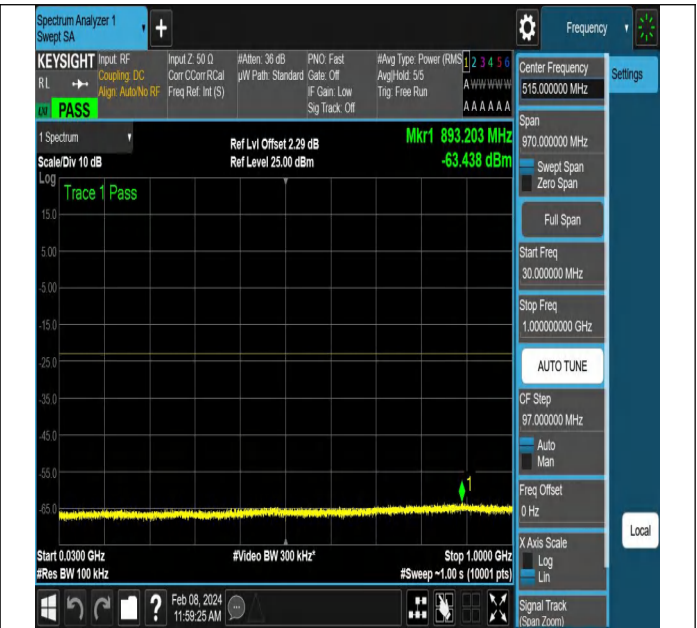 Spectrum Analyzer 1
Swept SA
+
Frequency
KEYSIGHT
RL
PASS
Input: RF
Coupling: DC
Align: Auto/No RF
Input Z: 50 Ω
Corr CCorr RCal
Freq Ref: Int (S)
#Atten: 36 dB
µW Path: Standard
PNO: Fast
Gate: Off
IF Gain: Low
Sig Track: Off
#Avg Type: Power (RMS
Avg|Hold: 5/5
Trig: Free Run
1 2 3 4 5 6
A W W W W W
A A A A A A
1 Spectrum
Scale/Div 10 dB
Ref Lvl Offset 2.29 dB
Ref Level 25.00 dBm
Mkr1 893.203 MHz
-63.438 dBm
Log
Trace 1 Pass
15.0
5.00
-5.00
-15.0
-25.0
-35.0
-45.0
-55.0
-65.0
1
Start 0.0300 GHz
#Res BW 100 kHz
#Video BW 300 kHz*
Stop 1.0000 GHz
#Sweep ~1.00 s (10001 pts)
?
Feb 08, 2024
11:59:25 AM
Center Frequency
515.000000 MHz
Settings
Span
970.000000 MHz
Swept Span
Zero Span
Full Span
Start Freq
30.000000 MHz
Stop Freq
1.000000000 GHz
AUTO TUNE
CF Step
97.000000 MHz
Auto
Man
Freq Offset
0 Hz
X Axis Scale
Log
Lin
Local
Signal Track
(Span Zoom)